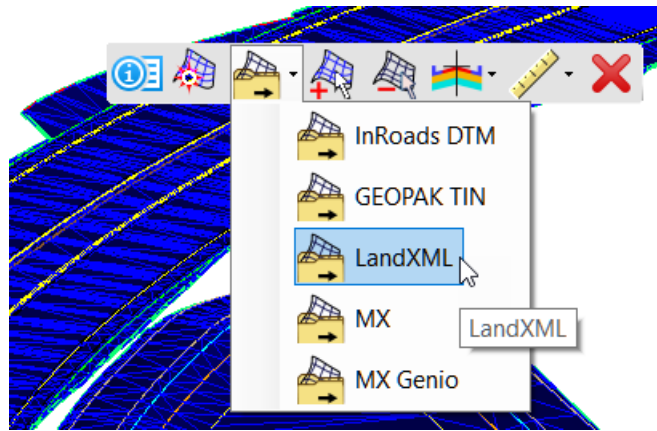 InRoads DTM
GEOPAK TIN
LandXML
MX
LandXML
MX Genio